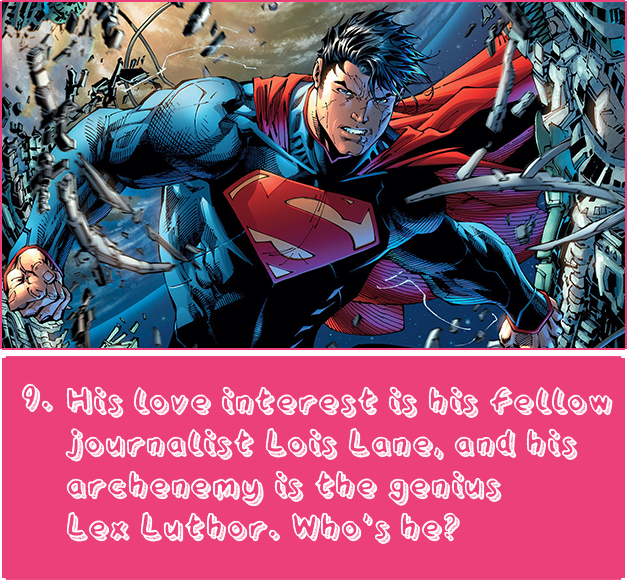 9. His love interest is his fellow
journalist Lois Lane, and his
archenemy is the genius
Lex Luthor. Who's he?